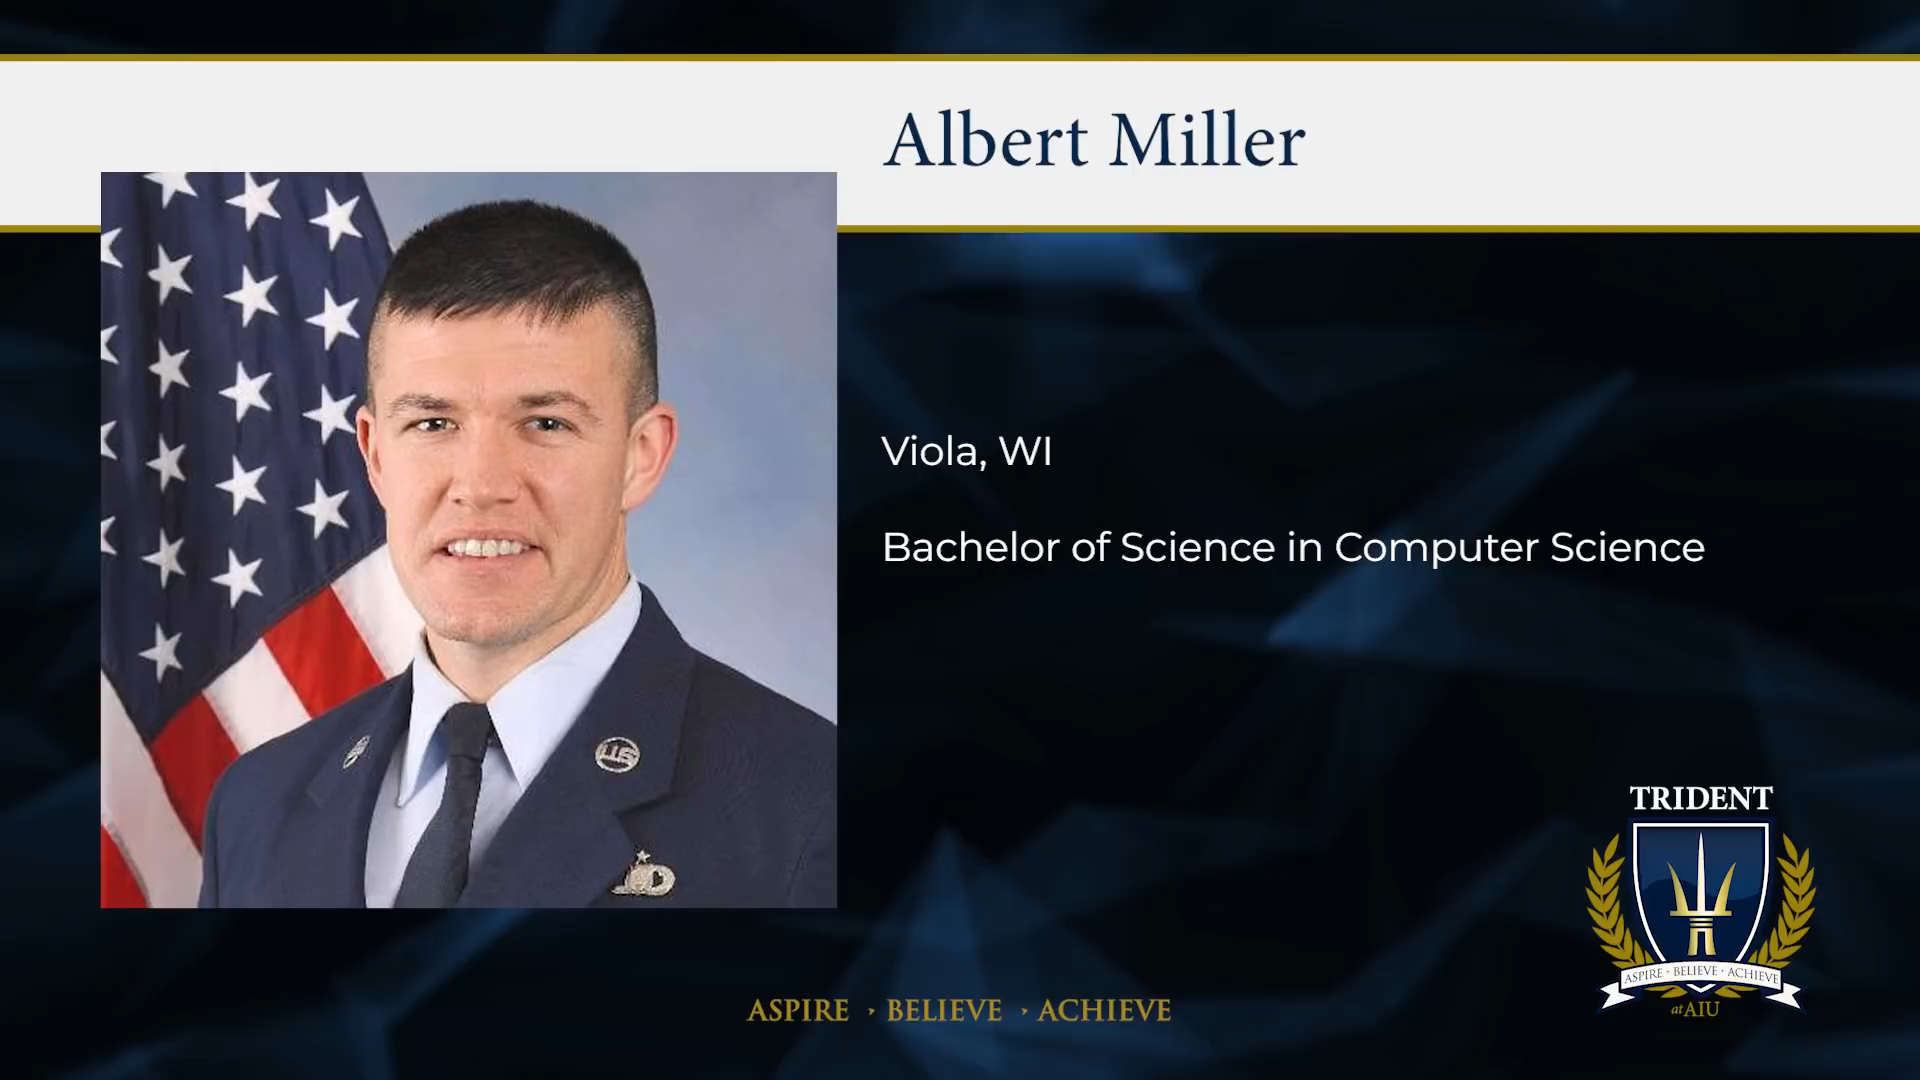 Albert Miller
Viola, WI
Bachelor of Science in Computer Science
U.S.
TRIDENT
ASPIRE · BELIEVE · ACHIEVE
at AIU
ASPIRE · BELIEVE · ACHIEVE